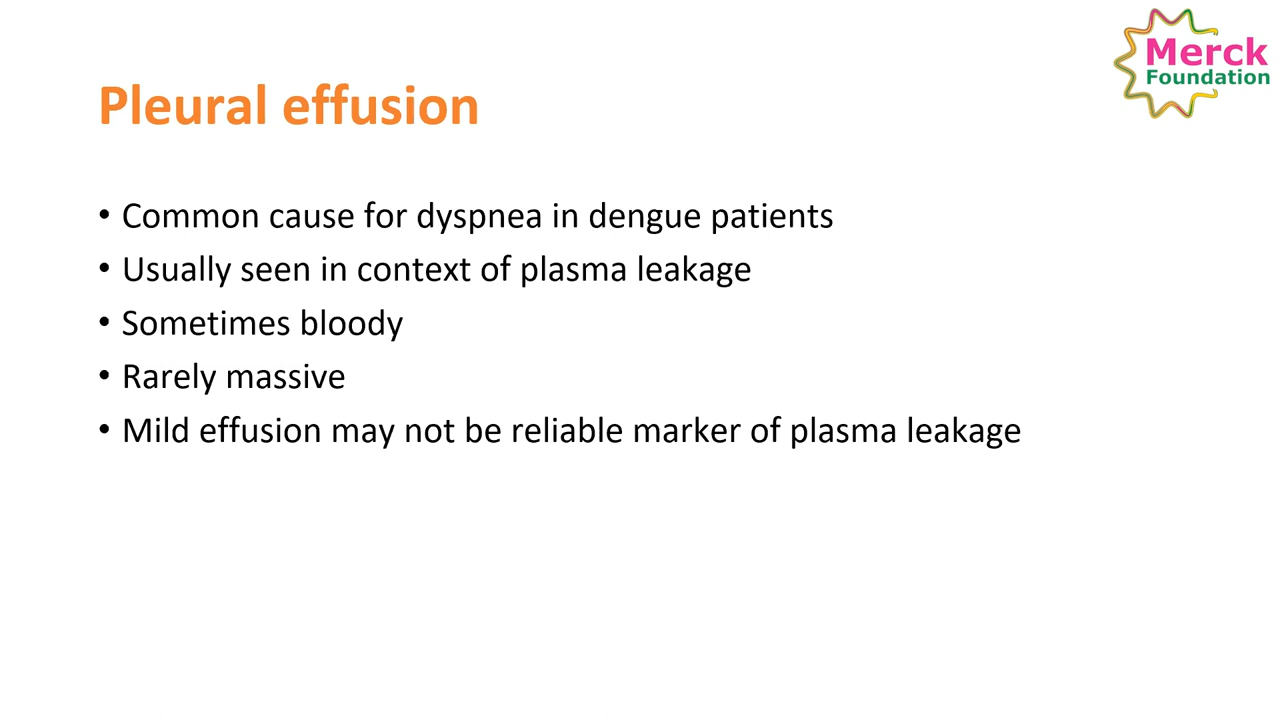 Merck
Foundation
Pleural effusion
• Common cause for dyspnea in dengue patients
• Usually seen in context of plasma leakage
• Sometimes bloody
• Rarely massive
• Mild effusion may not be reliable marker of plasma leakage